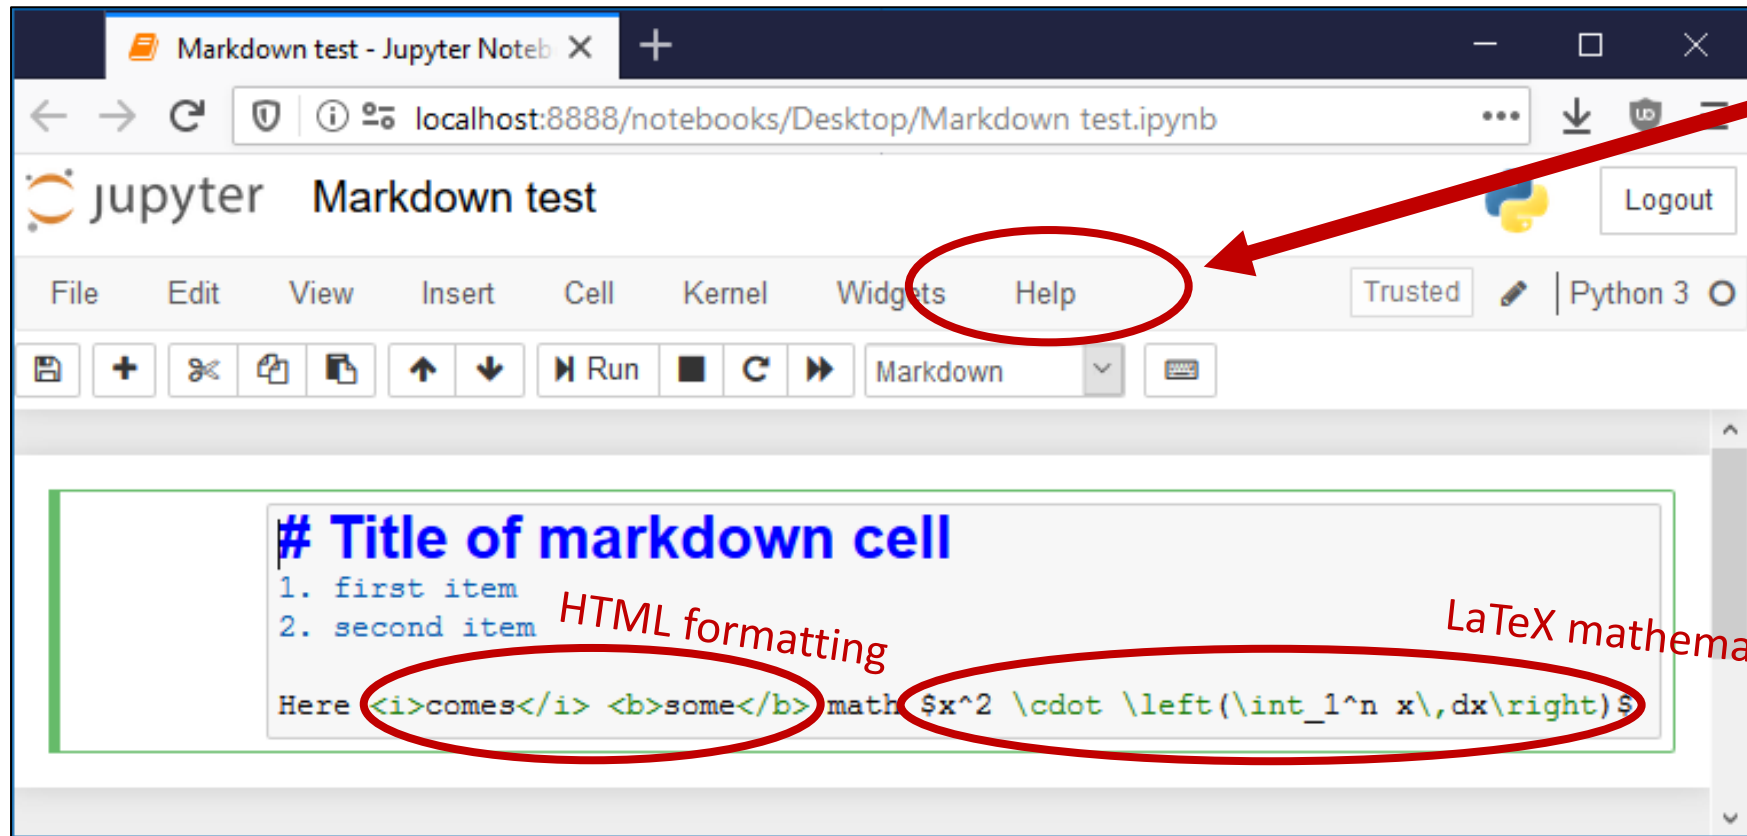 Markdown test - Jupyter Noteb
localhost:8888/notebooks/Desktop/Markdown test.ipynb
jupyter Markdown test
Logout
File Edit View Insert Cell Kernel Widgets Help Trusted Python 3
Run Markdown
# Title of markdown cell
1. first item
2. second item
HTML formatting
LaTeX mathema
Here <i>comes</i> <b>some</b> math $x^2 \cdot \left(\int_1^n x\,dx\right)$